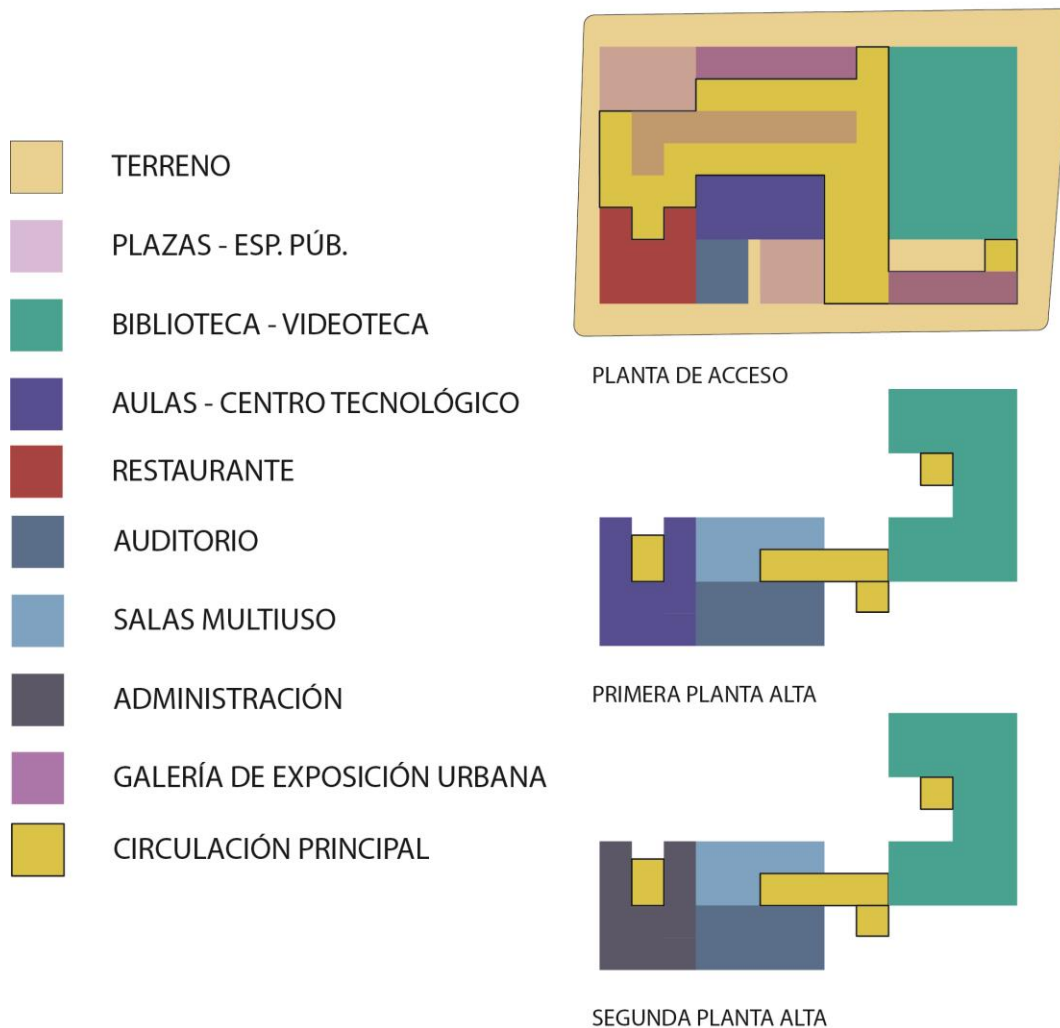 TERRENO
PLAZAS - ESP. PÚB.
BIBLIOTECA - VIDEOTECA
AULAS - CENTRO TECNOLÓGICO
RESTAURANTE
AUDITORIO
SALAS MULTIUSO
ADMINISTRACIÓN
GALERÍA DE EXPOSICIÓN URBANA
CIRCULACIÓN PRINCIPAL
PLANTA DE ACCESO
PRIMERA PLANTA ALTA
SEGUNDA PLANTA ALTA